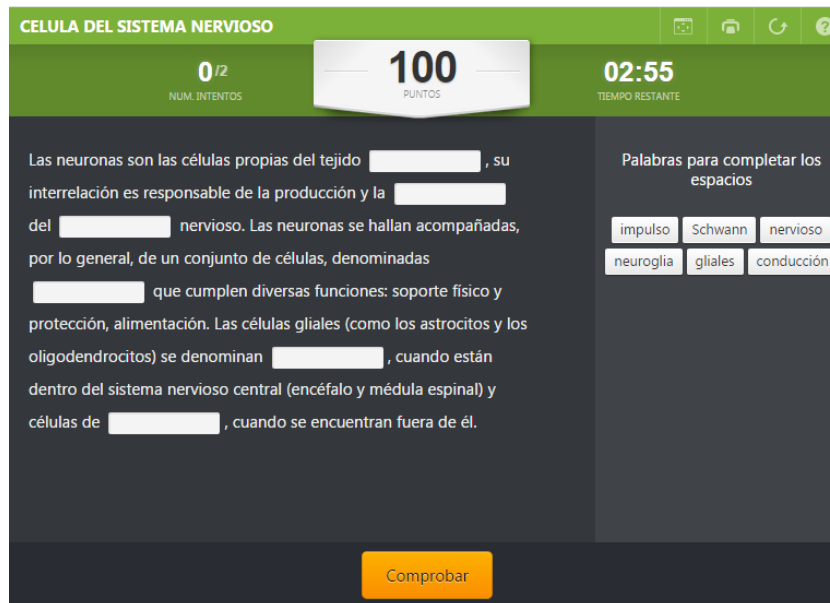 CELULA DEL SISTEMA NERVIOSO
?
0/2
NUM. INTENTOS
100
PUNTOS
02:55
TIEMPO RESTANTE
Las neuronas son las células propias del tejido , su
interrelación es responsable de la producción y la
del nervioso. Las neuronas se hallan acompañadas,
por lo general, de un conjunto de células, denominadas
que cumplen diversas funciones: soporte físico y
protección, alimentación. Las células gliales (como los astrocitos y los
oligodendrocitos) se denominan , cuando están
dentro del sistema nervioso central (encéfalo y médula espinal) y
células de , cuando se encuentran fuera de él.
Palabras para completar los
espacios
impulso Schwann nervioso
neuroglia gliales conducción
Comprobar